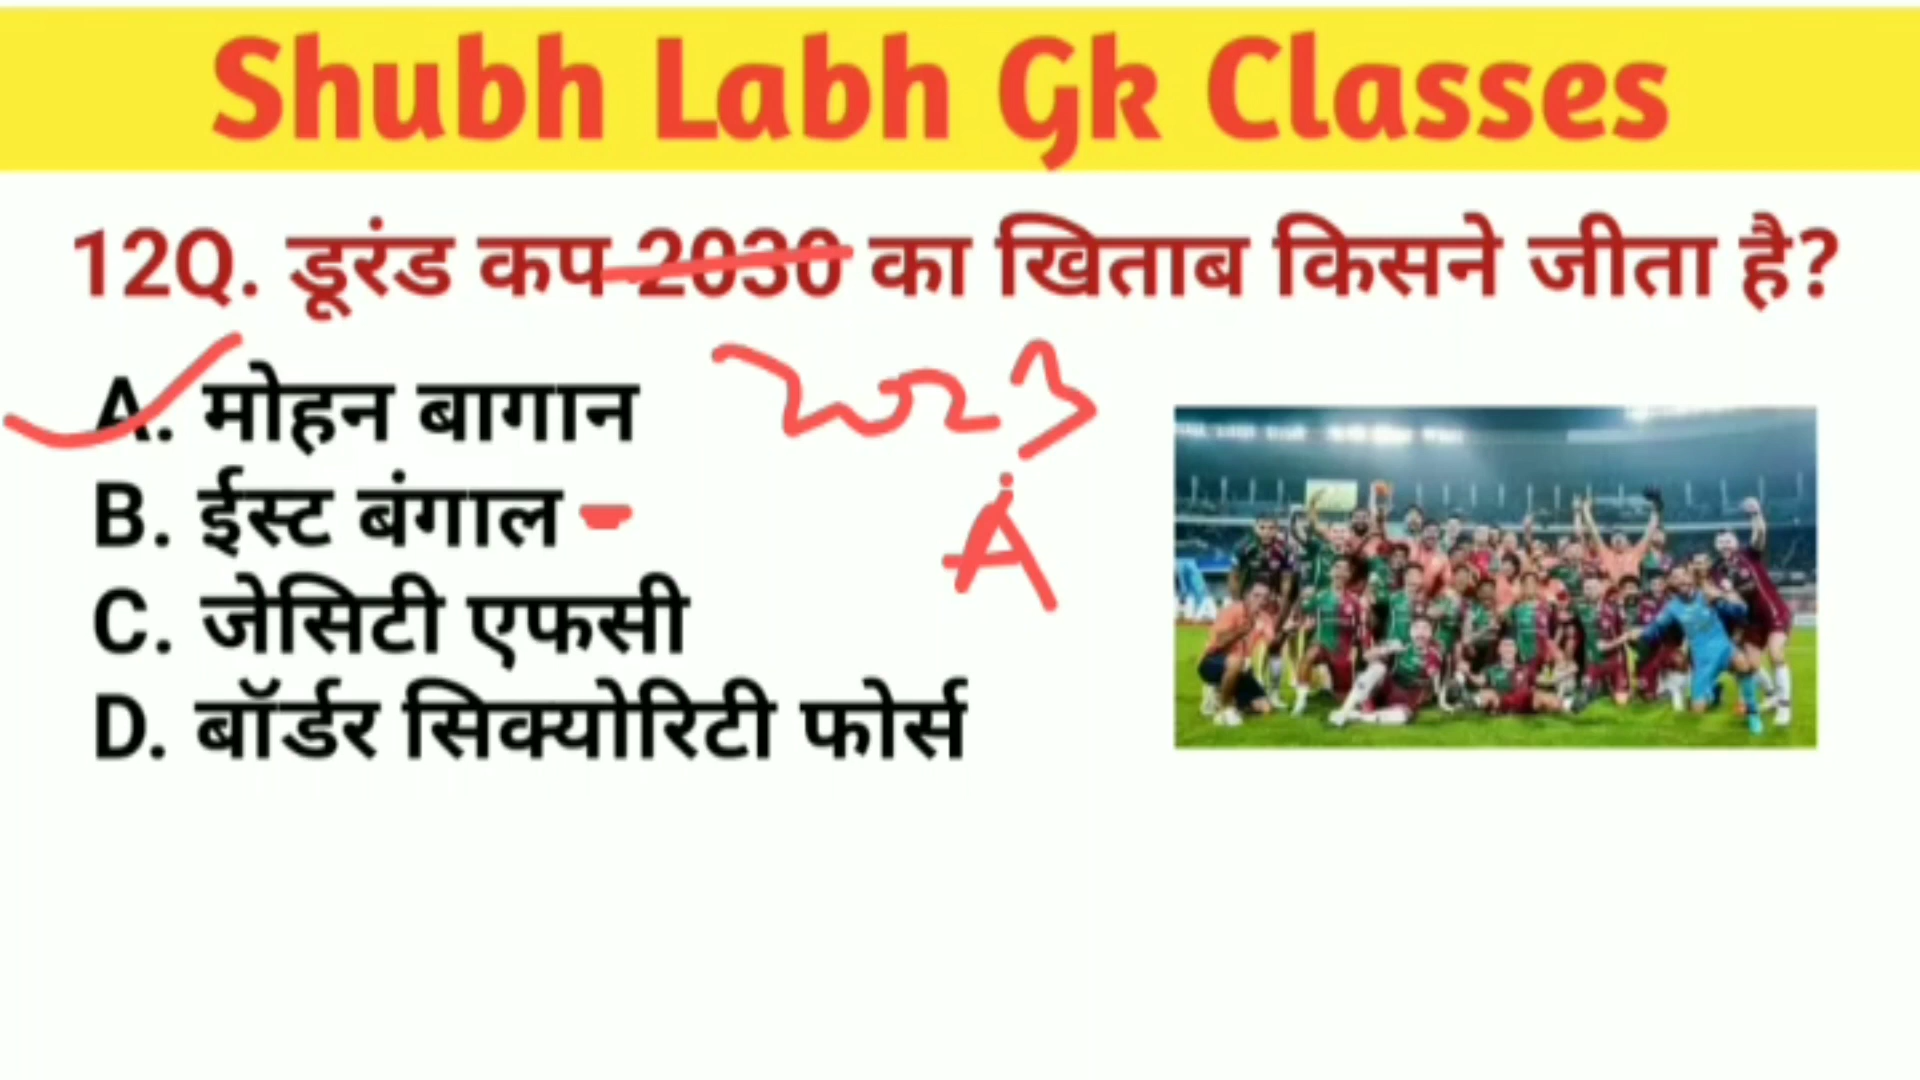 Shubh Labh Gk Classes
12Q. डूरंड कप 2030 का खिताब किसने जीता है?
2023
A. मोहन बागान
B. ईस्ट बंगाल -
A
C. जेसिटी एफसी
D. बॉर्डर सिक्योरिटी फोर्स